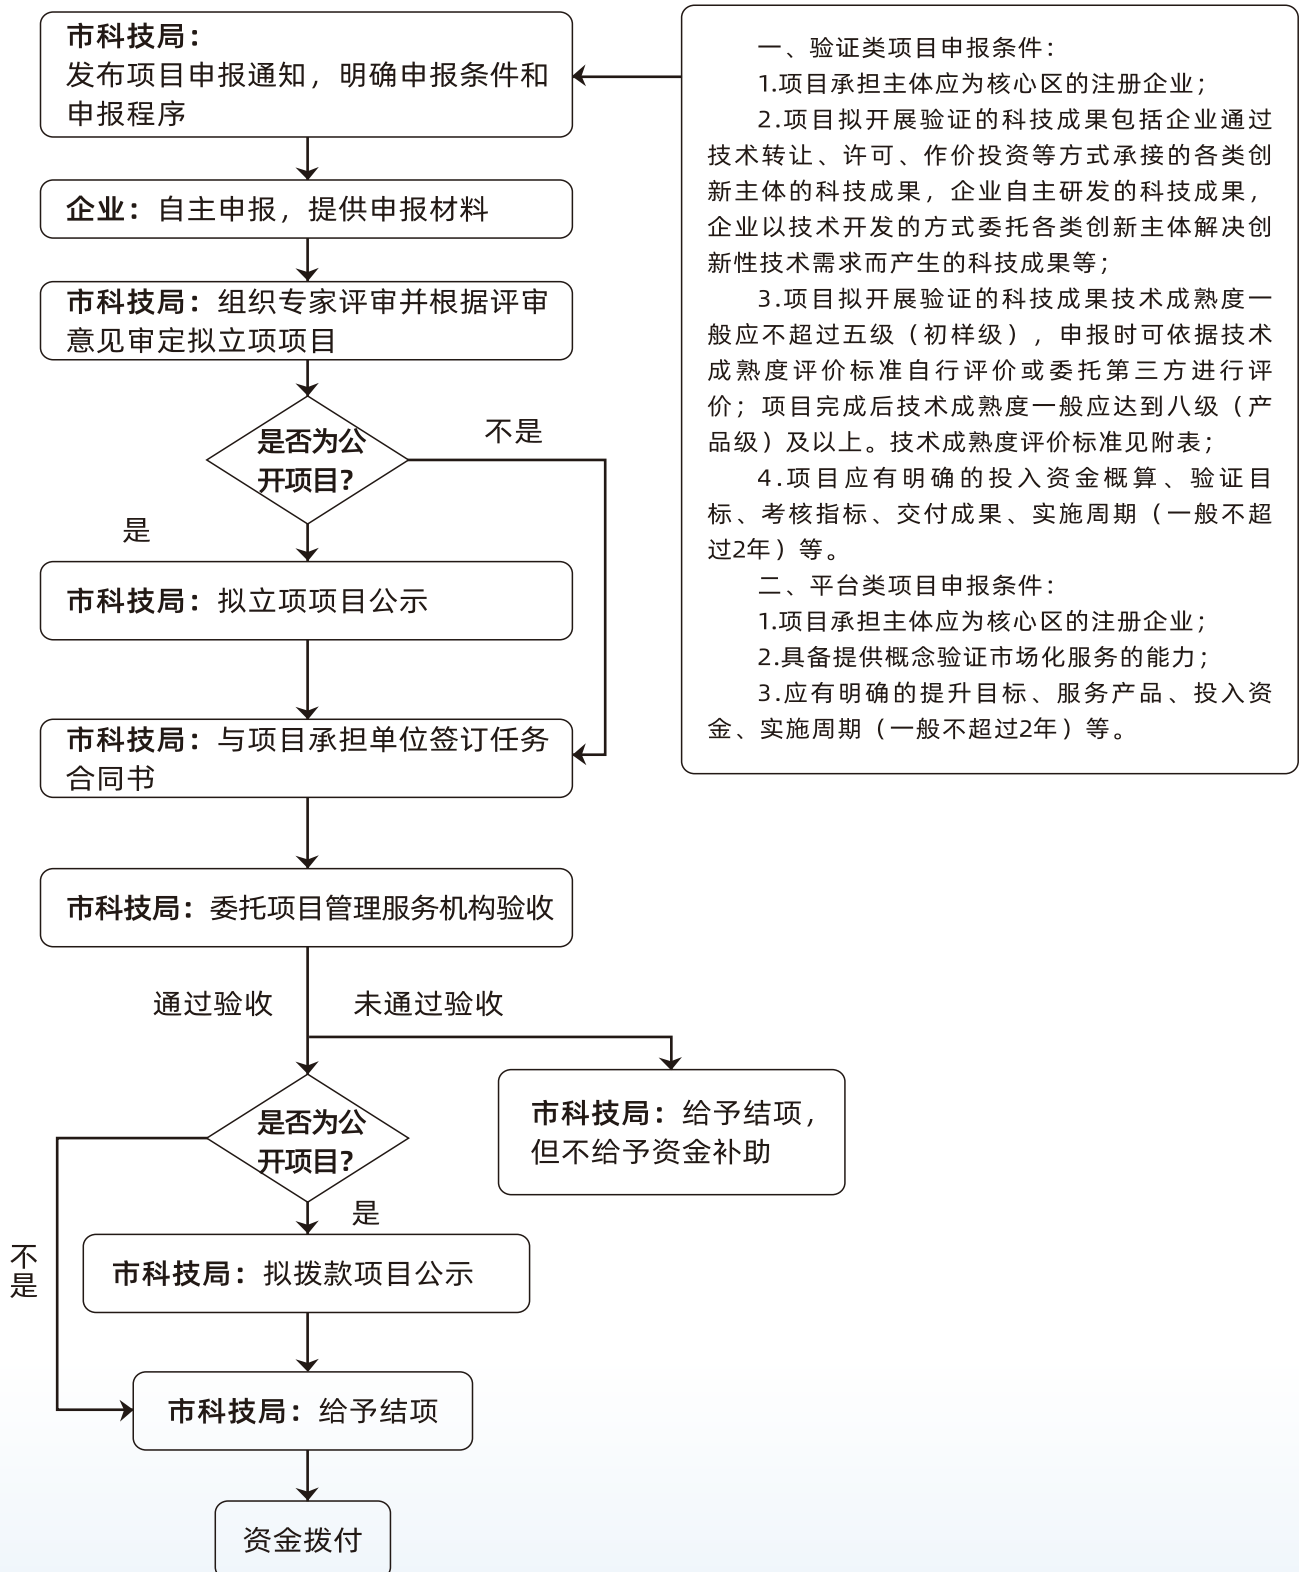 市科技局：
发布项目申报通知，明确申报条件和
申报程序
企业：自主申报，提供申报材料
市科技局：组织专家评审并根据评审
意见审定拟立项项目
是否为公
开项目？
不是
是
市科技局：拟立项项目公示
市科技局：与项目承担单位签订任务
合同书
市科技局：委托项目管理服务机构验收
通过验收
未通过验收
是否为公
开项目？
市科技局：给予结项，
但不给予资金补助
是
不
是
市科技局：拟拨款项目公示
市科技局：给予结项
资金拨付
一、验证类项目申报条件：
1.项目承担主体应为核心区的注册企业；
2.项目拟开展验证的科技成果包括企业通过
技术转让、许可、作价投资等方式承接的各类创
新主体的科技成果，企业自主研发的科技成果，
企业以技术开发的方式委托各类创新主体解决创
新性技术需求而产生的科技成果等；
3.项目拟开展验证的科技成果技术成熟度一
般应不超过五级（初样级），申报时可依据技术
成熟度评价标准自行评价或委托第三方进行评
价；项目完成后技术成熟度一般应达到八级（产
品级）及以上。技术成熟度评价标准见附表；
4.项目应有明确的投入资金概算、验证目
标、考核指标、交付成果、实施周期（一般不超
过2年）等。
二、平台类项目申报条件：
1.项目承担主体应为核心区的注册企业；
2.具备提供概念验证市场化服务的能力；
3.应有明确的提升目标、服务产品、投入资
金、实施周期（一般不超过2年）等。